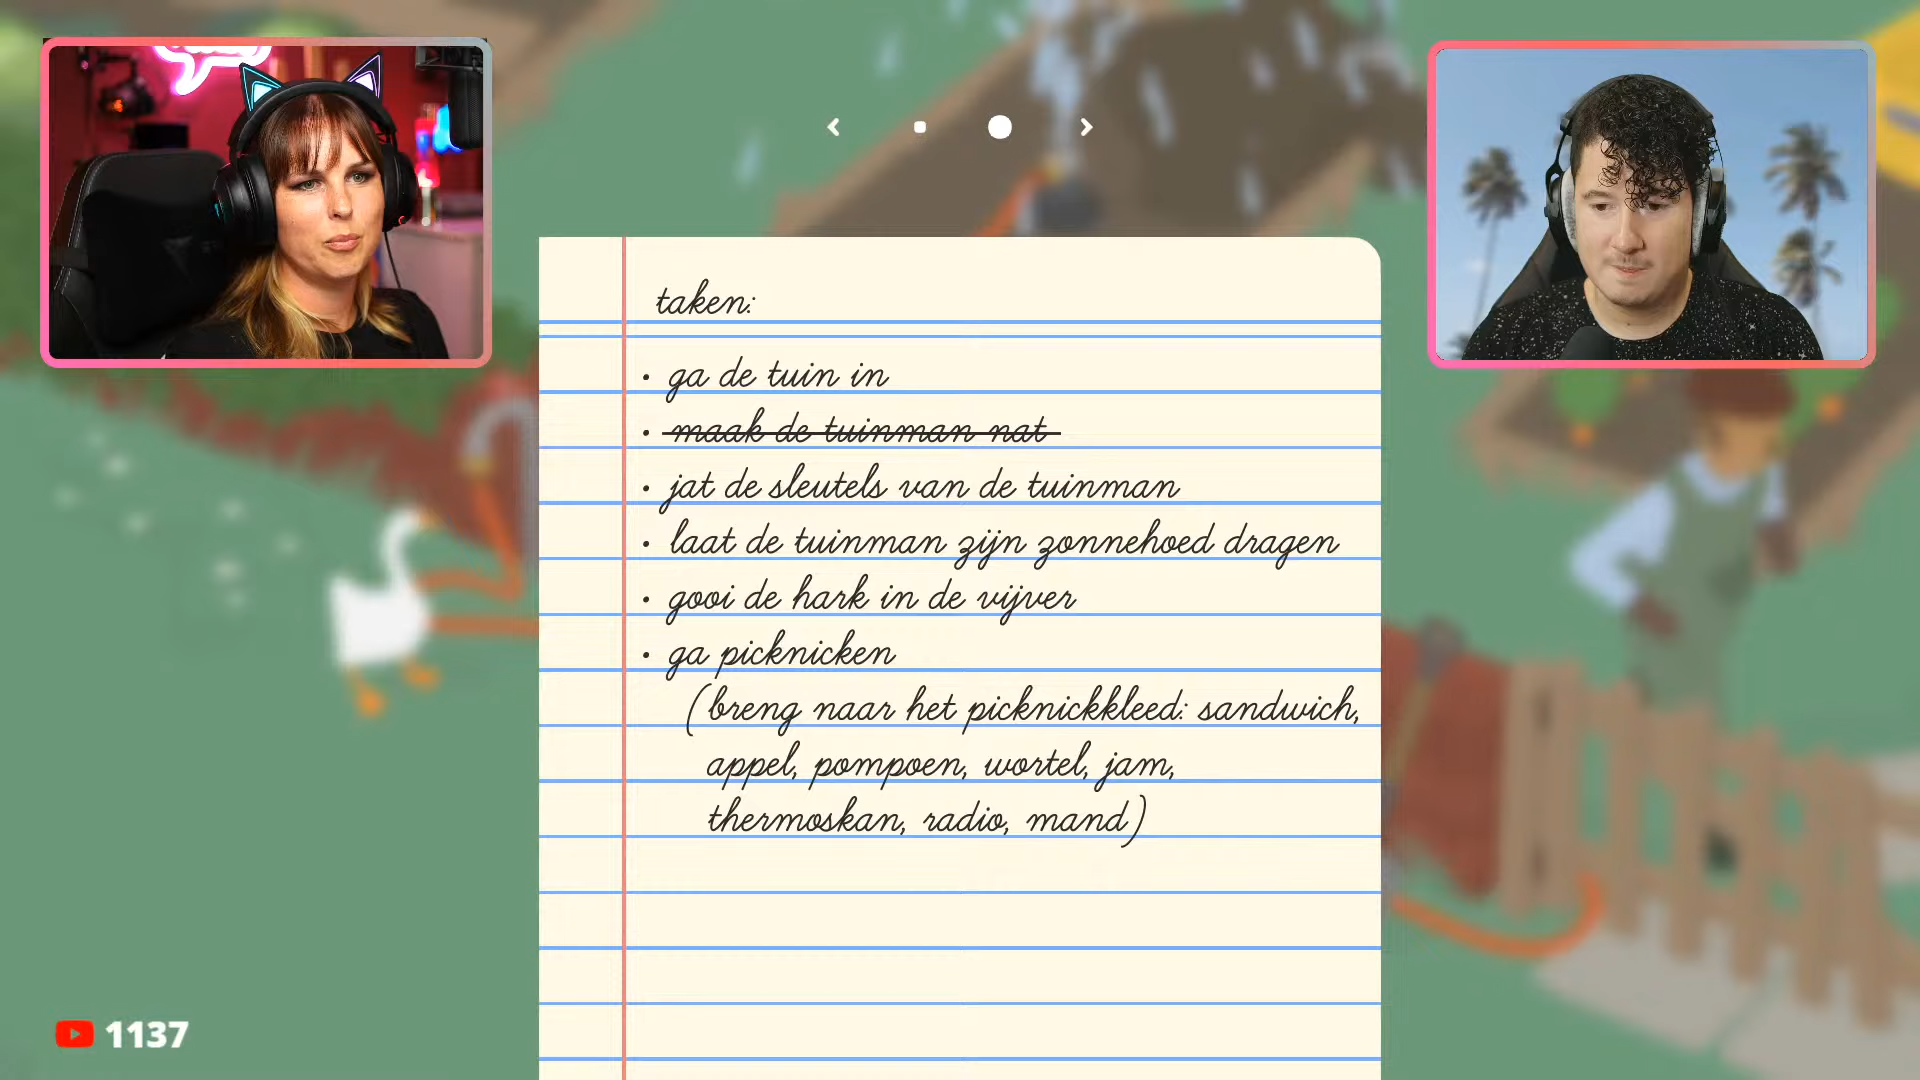 taken:
• ga de tuin in
• maak de tuinman nat
• jat de sleutels van de tuinman
• laat de tuinman zijn zonnehoed dragen
• gooi de hark in de vijver
• ga picknicken
(breng naar het picknickkleed: sandwich,
appel, pompoen, wortel, jam,
thermoskan, radio, mand)
1137